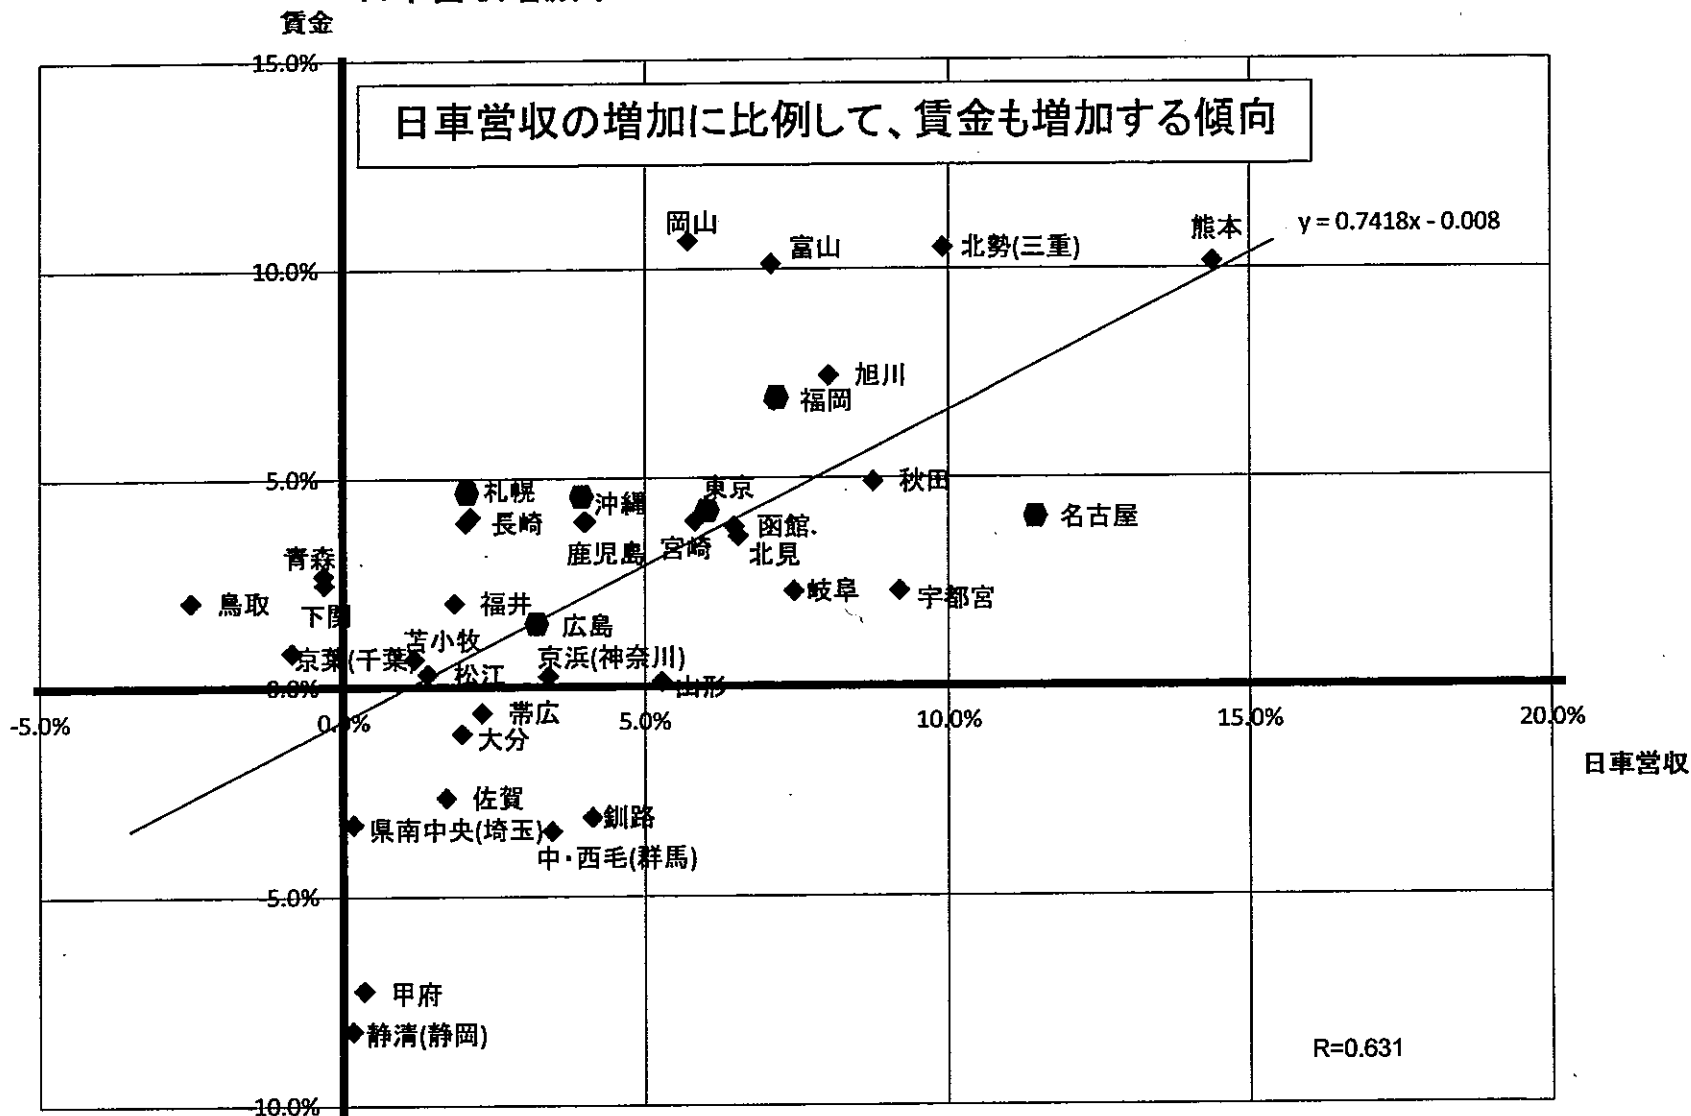 賃金
15.0%
日車営収の増加に比例して、賃金も増加する傾向
岡山
富山
北勢(三重)
熊本
y = 0.7418x - 0.008
10.0%
旭川
福岡
5.0%
札幌
沖縄
東京
秋田
名古屋
長崎
鹿児島
宮崎
函館
北見
青森
鳥取
下関
福井
岐阜
宇都宮
広島
苫小牧
京葉(千葉)
松江
京浜(神奈川)
山形
0.0%
-5.0%
0.0%
5.0%
10.0%
15.0%
20.0%
帯広
大分
日車営収
佐賀
県南中央(埼玉)
釧路
中・西毛(群馬)
-5.0%
甲府
静清(静岡)
R=0.631
-10.0%